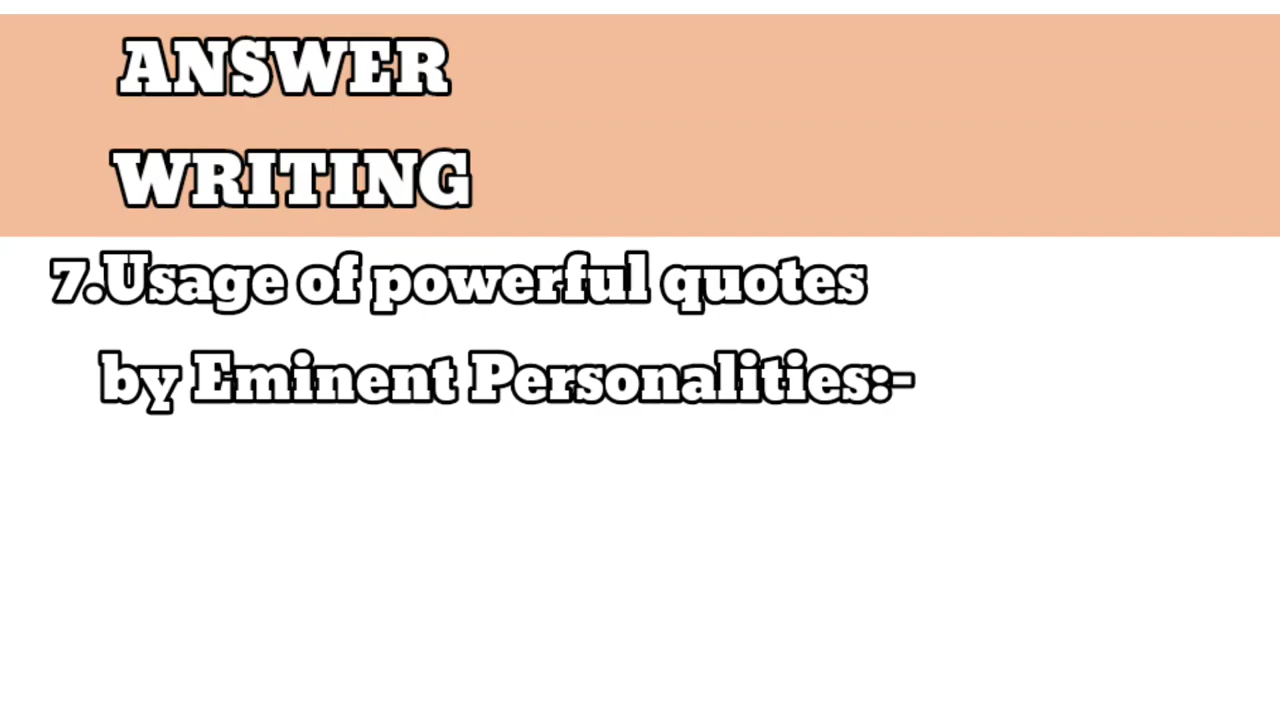 ANSWER
WRITING
7.Usage of powerful quotes
by Eminent Personalities:-